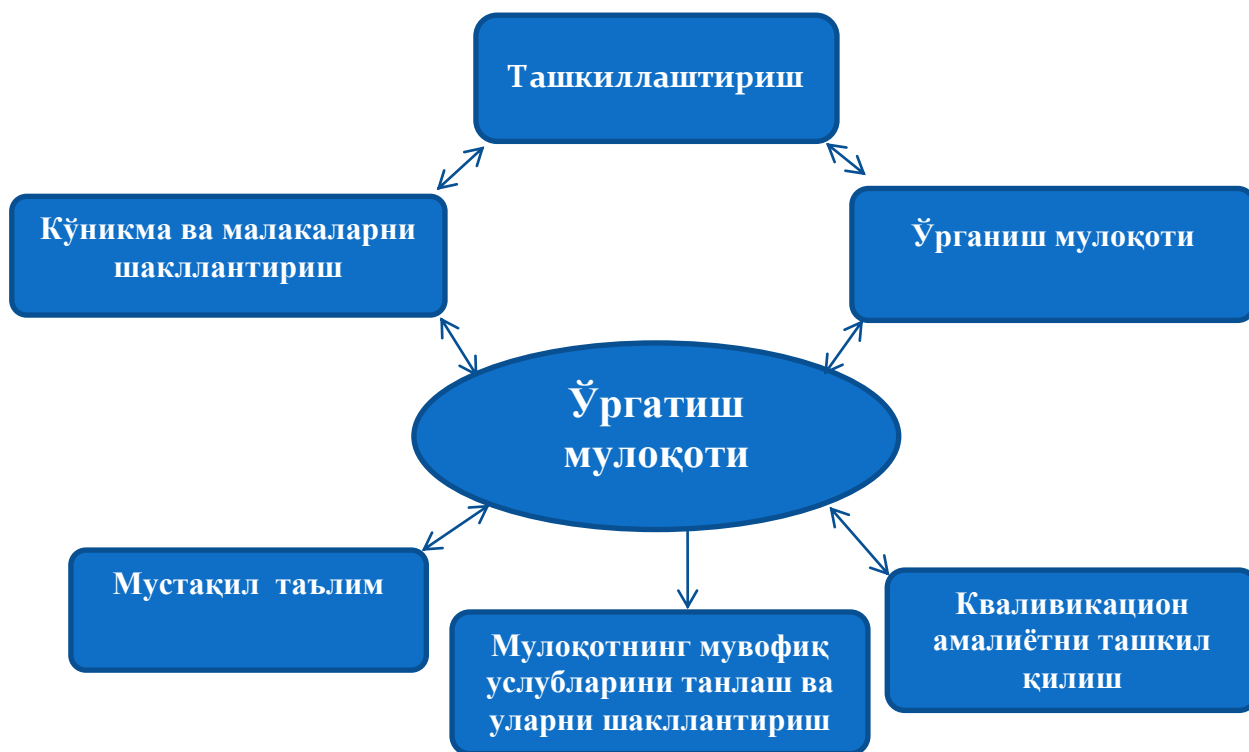 Ташкиллаштириш
Кўникма ва малакаларни
шакллантириш
Ўрганиш мулоқоти
Ўргатиш
мулоқоти
Мустақил таълим
Мулоқотнинг мувофиқ
услубларини танлаш ва
уларни шакллантириш
Кваливикацион
амалиётни ташкил
қилиш